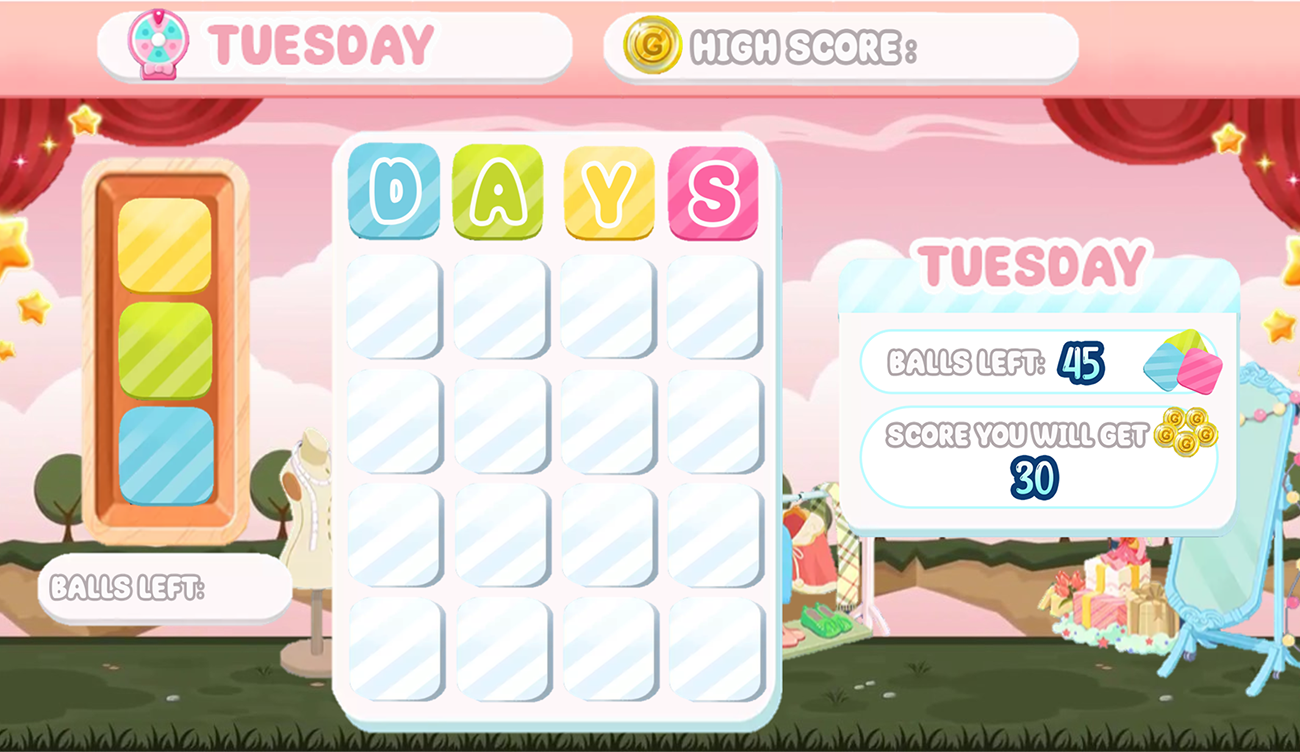 TUESDAY
G HIGH SCORE:
D A Y S
TUESDAY
BALLS LEFT: 45
SCORE YOU WILL GET
30
BALLS LEFT: